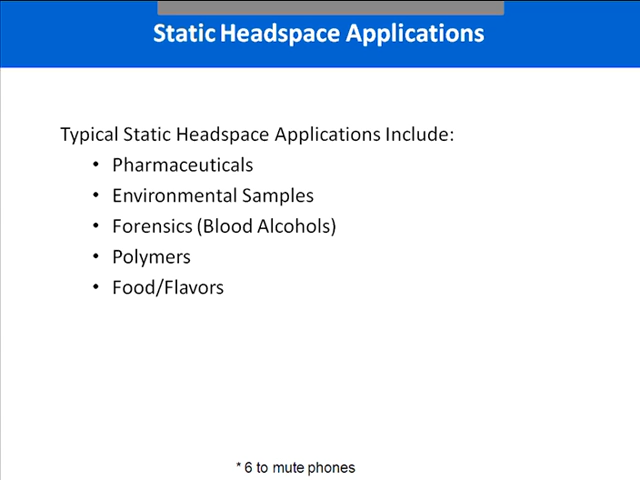 Static Headspace Applications
Typical Static Headspace Applications Include:
• Pharmaceuticals
• Environmental Samples
• Forensics (Blood Alcohols)
• Polymers
• Food/Flavors
* 6 to mute phones